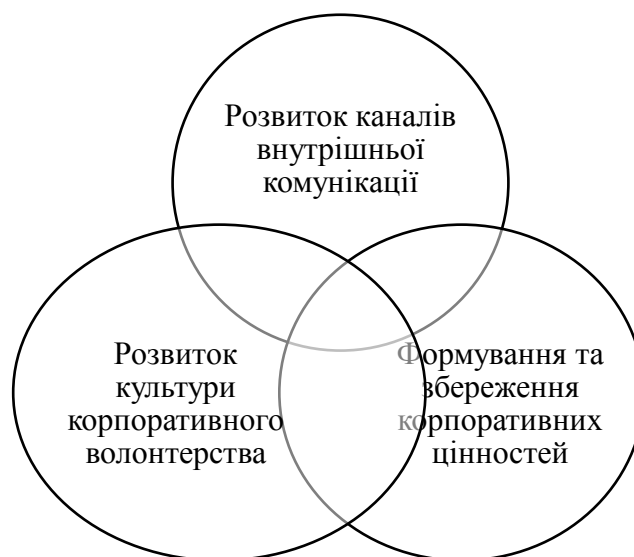 Розвиток каналів
внутрішньої
комунікації
Розвиток
культури
корпоративного
волонтерства
Формування та
збереження
корпоративних
цінностей